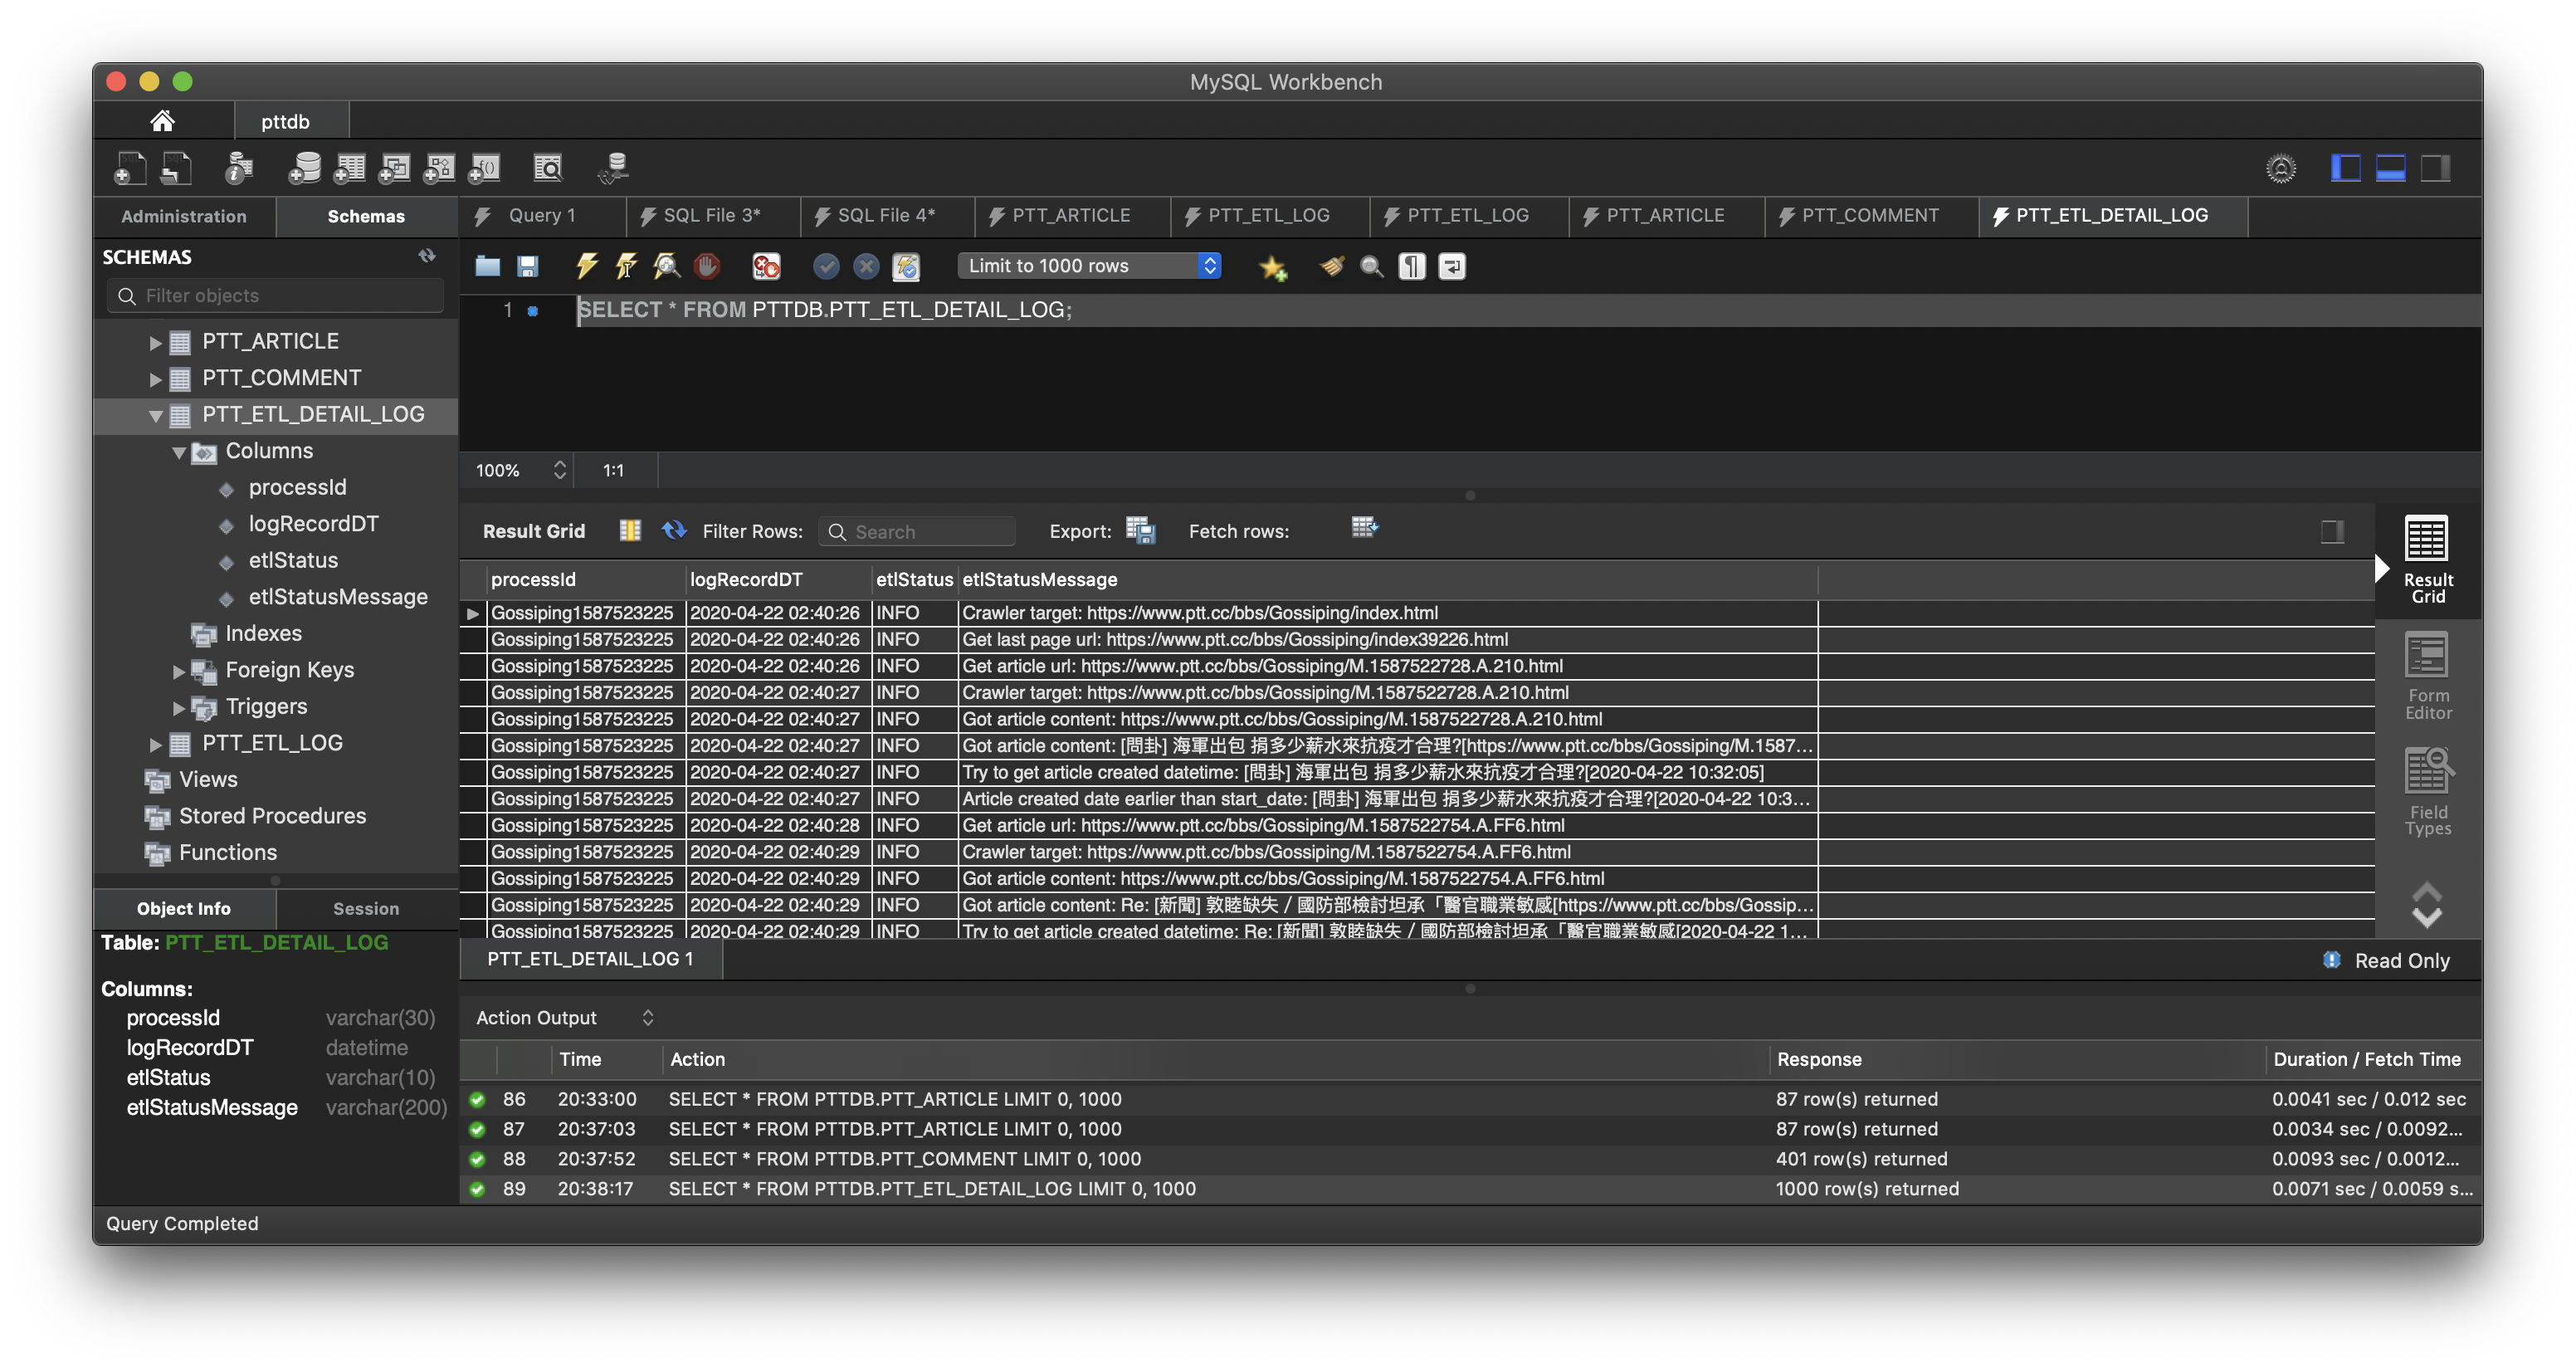 MySQL Workbench
pttdb
Administration
Schemas
Query 1
SQL File 3*
SQL File 4*
PTT_ARTICLE
PTT_ETL_LOG
PTT_ETL_LOG
PTT_ARTICLE
PTT_COMMENT
PTT_ETL_DETAIL_LOG
SCHEMAS
Filter objects
PTT_ARTICLE
PTT_COMMENT
PTT_ETL_DETAIL_LOG
Columns
processId
logRecordDT
etlStatus
etlStatusMessage
Indexes
Foreign Keys
Triggers
PTT_ETL_LOG
Views
Stored Procedures
Functions
Object Info
Session
Table: PTT_ETL_DETAIL_LOG
Columns:
processId varchar(30)
logRecordDT datetime
etlStatus varchar(10)
etlStatusMessage varchar(200)
Limit to 1000 rows
1 SELECT * FROM PTTDB.PTT_ETL_DETAIL_LOG;
100% 1:1
Result Grid Filter Rows: Search Export: Fetch rows:
processId logRecordDT etlStatus etlStatusMessage
Gossiping1587523225 2020-04-22 02:40:26 INFO Crawler target: https://www.ptt.cc/bbs/Gossiping/index.html
Gossiping1587523225 2020-04-22 02:40:26 INFO Get last page url: https://www.ptt.cc/bbs/Gossiping/index39226.html
Gossiping1587523225 2020-04-22 02:40:26 INFO Get article url: https://www.ptt.cc/bbs/Gossiping/M.1587522728.A.210.html
Gossiping1587523225 2020-04-22 02:40:27 INFO Crawler target: https://www.ptt.cc/bbs/Gossiping/M.1587522728.A.210.html
Gossiping1587523225 2020-04-22 02:40:27 INFO Got article content: https://www.ptt.cc/bbs/Gossiping/M.1587522728.A.210.html
Gossiping1587523225 2020-04-22 02:40:27 INFO Got article content: [問卦] 海軍出包 捐多少薪水來抗疫才合理?[https://www.ptt.cc/bbs/Gossiping/M.1587...
Gossiping1587523225 2020-04-22 02:40:27 INFO Try to get article created datetime: [問卦] 海軍出包 捐多少薪水來抗疫才合理?[2020-04-22 10:32:05]
Gossiping1587523225 2020-04-22 02:40:27 INFO Article created date earlier than start_date: [問卦] 海軍出包 捐多少薪水來抗疫才合理?[2020-04-22 10:3...
Gossiping1587523225 2020-04-22 02:40:28 INFO Get article url: https://www.ptt.cc/bbs/Gossiping/M.1587522754.A.FF6.html
Gossiping1587523225 2020-04-22 02:40:29 INFO Crawler target: https://www.ptt.cc/bbs/Gossiping/M.1587522754.A.FF6.html
Gossiping1587523225 2020-04-22 02:40:29 INFO Got article content: https://www.ptt.cc/bbs/Gossiping/M.1587522754.A.FF6.html
Gossiping1587523225 2020-04-22 02:40:29 INFO Got article content: Re: [新聞] 敦睦缺失／國防部檢討坦承「醫官職業敏感[https://www.ptt.cc/bbs/Gossip...
Gossiping1587523225 2020-04-22 02:40:29 INFO Try to get article created datetime: Re: [新聞] 敦睦缺失／國防部檢討坦承「醫官職業敏感[2020-04-22 1...
Result
Grid
Form
Editor
Field
Types
PTT_ETL_DETAIL_LOG 1
Read Only
Action Output
Time Action Response Duration / Fetch Time
86 20:33:00 SELECT * FROM PTTDB.PTT_ARTICLE LIMIT 0, 1000 87 row(s) returned 0.0041 sec / 0.012 sec
87 20:37:03 SELECT * FROM PTTDB.PTT_ARTICLE LIMIT 0, 1000 87 row(s) returned 0.0034 sec / 0.0092...
88 20:37:52 SELECT * FROM PTTDB.PTT_COMMENT LIMIT 0, 1000 401 row(s) returned 0.0093 sec / 0.0012...
89 20:38:17 SELECT * FROM PTTDB.PTT_ETL_DETAIL_LOG LIMIT 0, 1000 1000 row(s) returned 0.0071 sec / 0.0059 s...
Query Completed